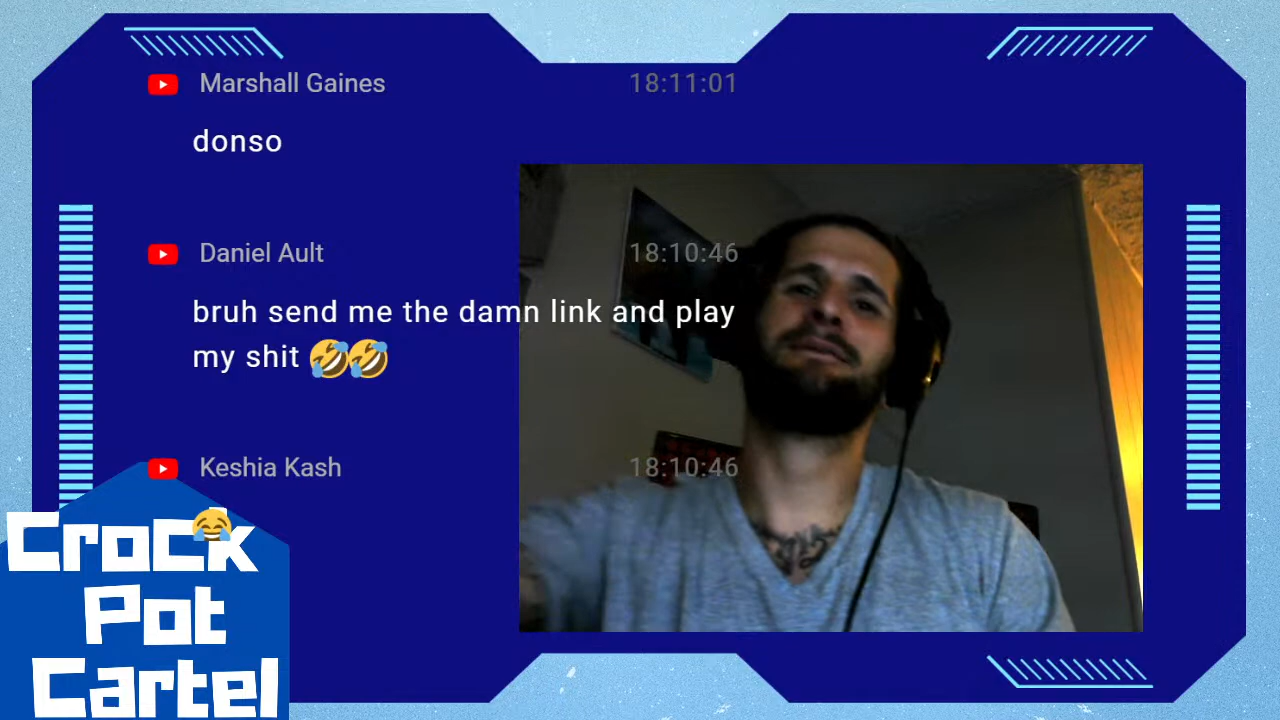 Marshall Gaines 18:11:01
donso
Daniel Ault 18:10:46
bruh send me the damn link and play
my shit 🤣🤣
Keshia Kash 18:10:46
😂
Crock
Pot
Cartel